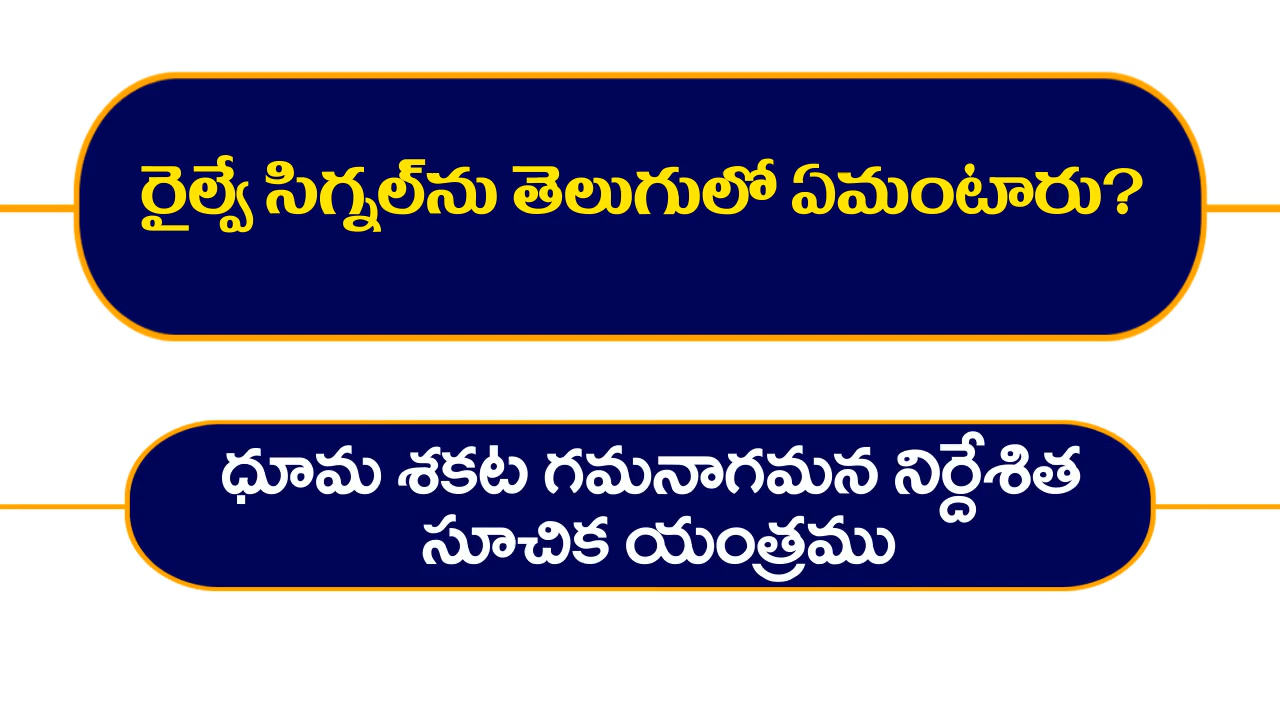 రైల్వే సిగ్నల్‌ను తెలుగులో ఏమంటారు?
ధూమ శకట గమనాగమన నిర్దేశిత
సూచిక యంత్రము